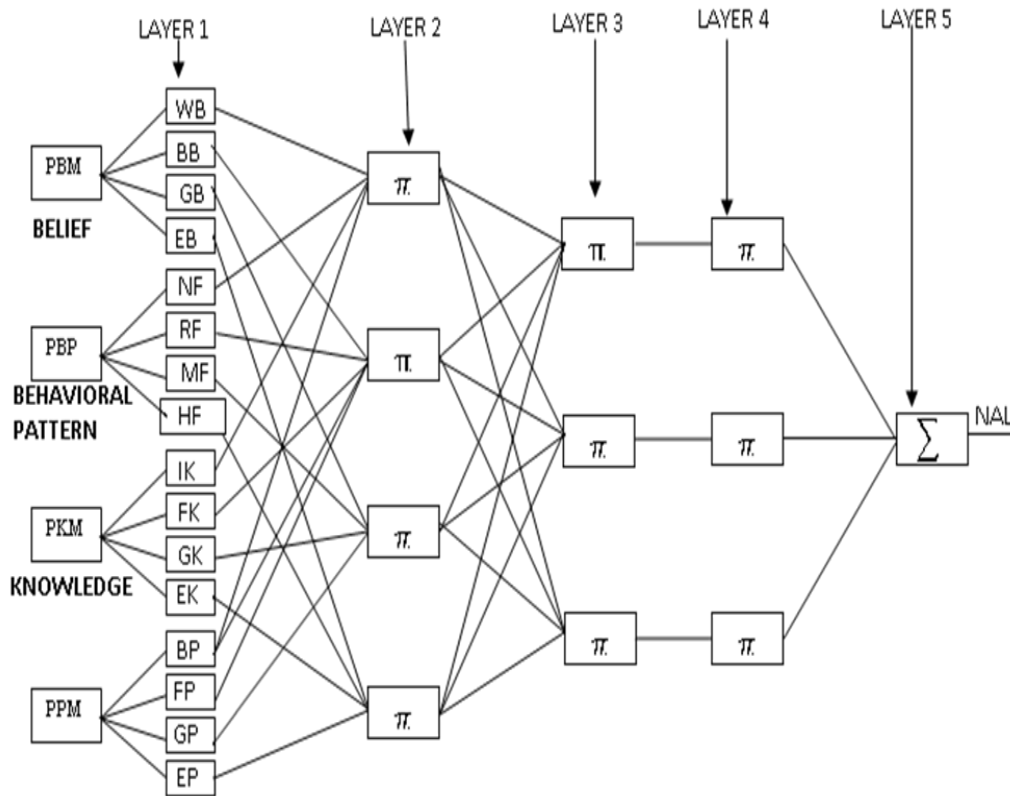 LAYER 1
LAYER 2
LAYER 3
LAYER 4
LAYER 5
PBM
BELIEF
WB
BB
GB
EB
PBP
BEHAVIORAL
PATTERN
NF
RF
MF
HF
PKM
KNOWLEDGE
IK
FK
GK
EK
PPM
BP
FP
GP
EP
π
π
π
π
π
π
π
π
π
π
Σ
NAL